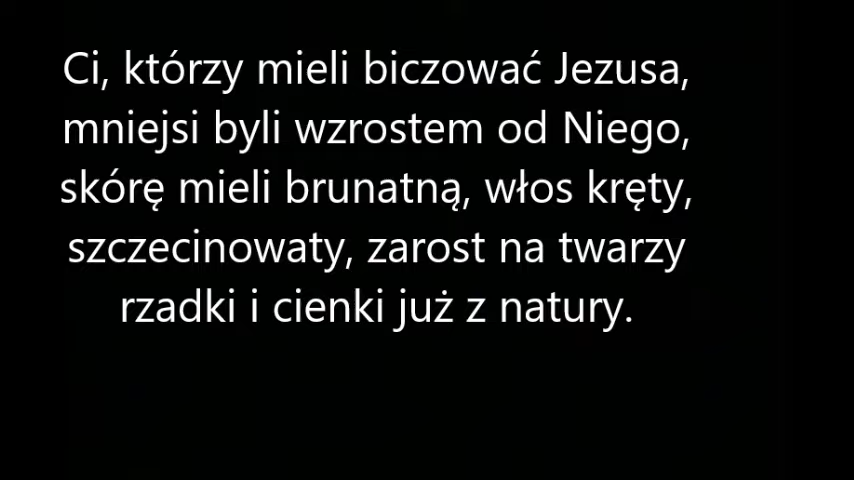 Ci, którzy mieli biczować Jezusa,
mniejsi byli wzrostem od Niego,
skórę mieli brunatną, włos kręty,
szczecinowaty, zarost na twarzy
rzadki i cienki już z natury.